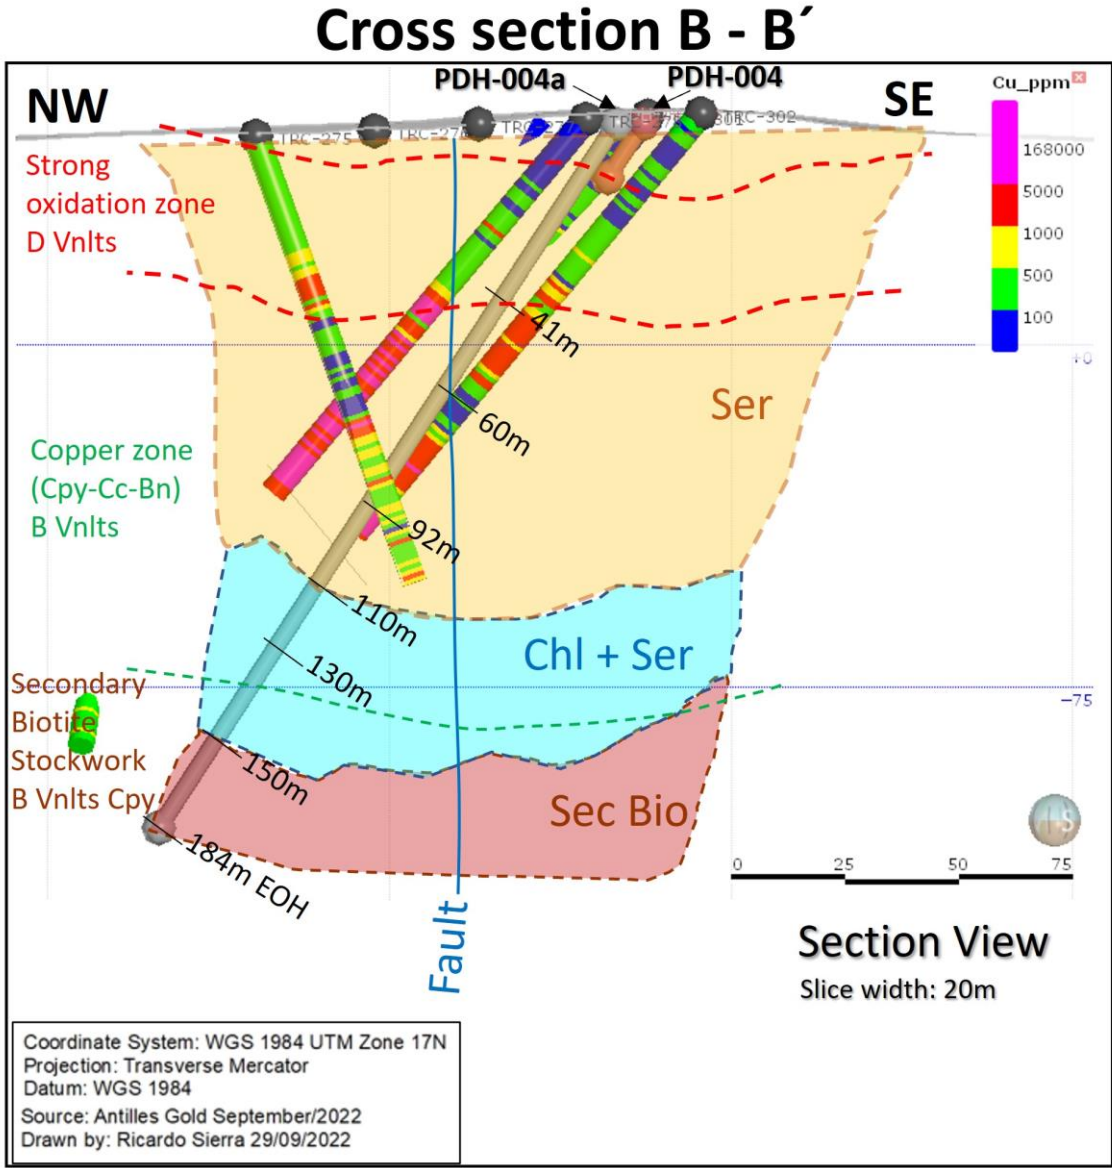 Cross section B - B´
PDH-004a
PDH-004
NW
SE
Cu_ppm
168000
5000
1000
500
100
TRC-275
TRC-302
Strong
oxidation zone
D Vnlts
41m
+0
Ser
60m
Copper zone
(Cpy-Cc-Bn)
B Vnlts
92m
110m
Chl + Ser
130m
Secondary
Biotite
Stockwork
B Vnlts Cpy
-75
150m
Sec Bio
184m EOH
S
0 25 50 75
Fault
Section View
Slice width: 20m
Coordinate System: WGS 1984 UTM Zone 17N
Projection: Transverse Mercator
Datum: WGS 1984
Source: Antilles Gold September/2022
Drawn by: Ricardo Sierra 29/09/2022